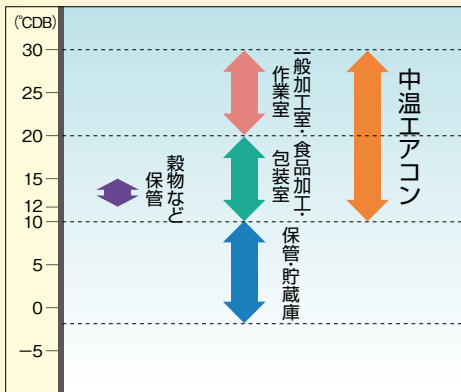 (℃DB)
30
25
20
15
12
10
5
0
−5
穀物など
保管
一般加工室・
作業室
食品加工・
包装室
保管・貯蔵庫
中温エアコン